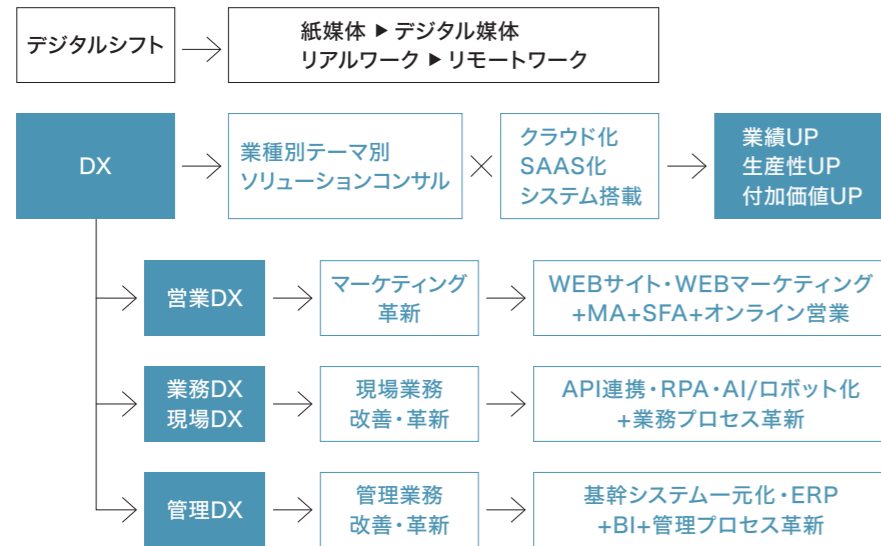 デジタルシフト
紙媒体 ▶ デジタル媒体
リアルワーク ▶ リモートワーク
DX
業種別テーマ別
ソリューションコンサル
×
クラウド化
SAAS化
システム搭載
業績UP
生産性UP
付加価値UP
営業DX
マーケティング
革新
WEBサイト・WEBマーケティング
+MA+SFA+オンライン営業
業務DX
現場DX
現場業務
改善・革新
API連携・RPA・AI/ロボット化
+業務プロセス革新
管理DX
管理業務
改善・革新
基幹システム一元化・ERP
+BI+管理プロセス革新